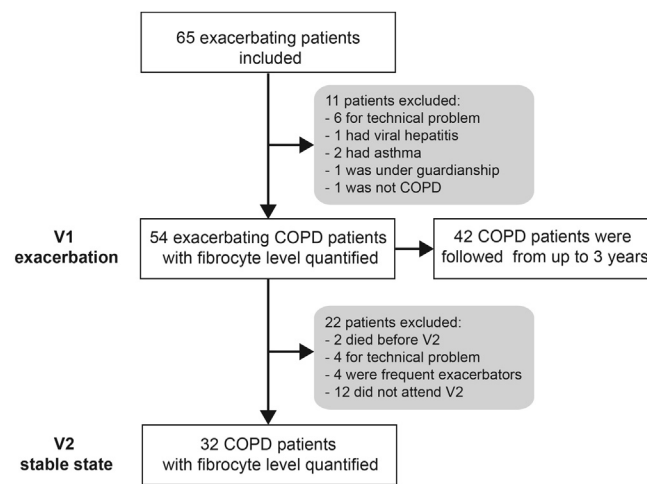 65 exacerbating patients
included
11 patients excluded:
- 6 for technical problem
- 1 had viral hepatitis
- 2 had asthma
- 1 was under guardianship
- 1 was not COPD
V1
exacerbation
54 exacerbating COPD patients
with fibrocyte level quantified
42 COPD patients were
followed from up to 3 years
22 patients excluded:
- 2 died before V2
- 4 for technical problem
- 4 were frequent exacerbators
- 12 did not attend V2
V2
stable state
32 COPD patients
with fibrocyte level quantified